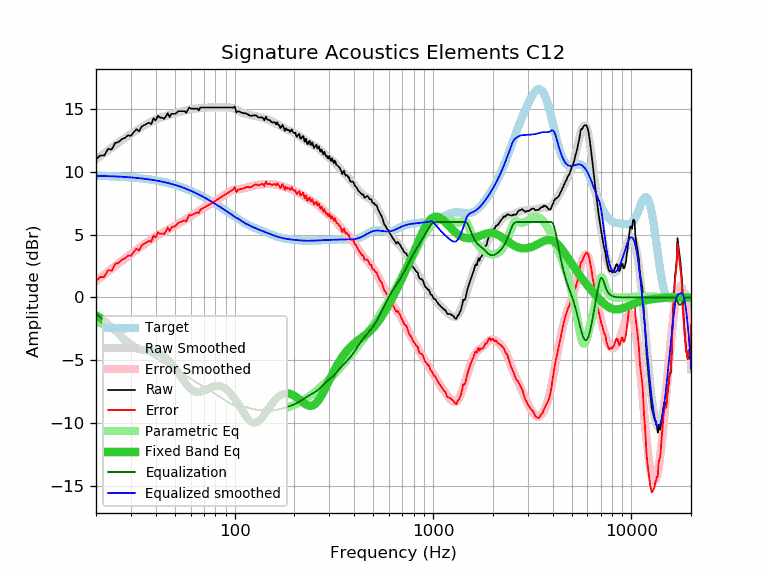 Signature Acoustics Elements C12
Amplitude (dBr)
15
10
5
0
−5
−10
−15
Target
Raw Smoothed
Error Smoothed
Raw
Error
Parametric Eq
Fixed Band Eq
Equalization
Equalized smoothed
100 1000 10000
Frequency (Hz)